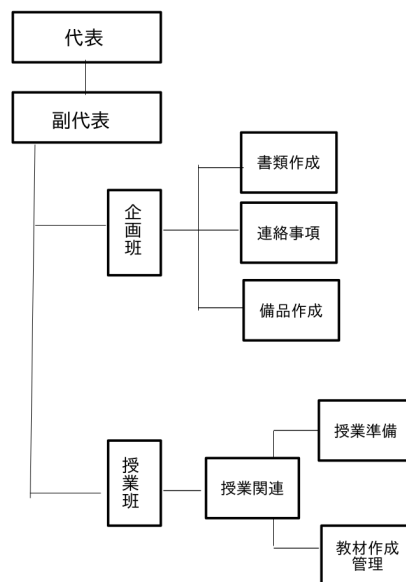 代表
副代表
企画班
書類作成
連絡事項
備品作成
授業班
授業関連
授業準備
教材作成
管理